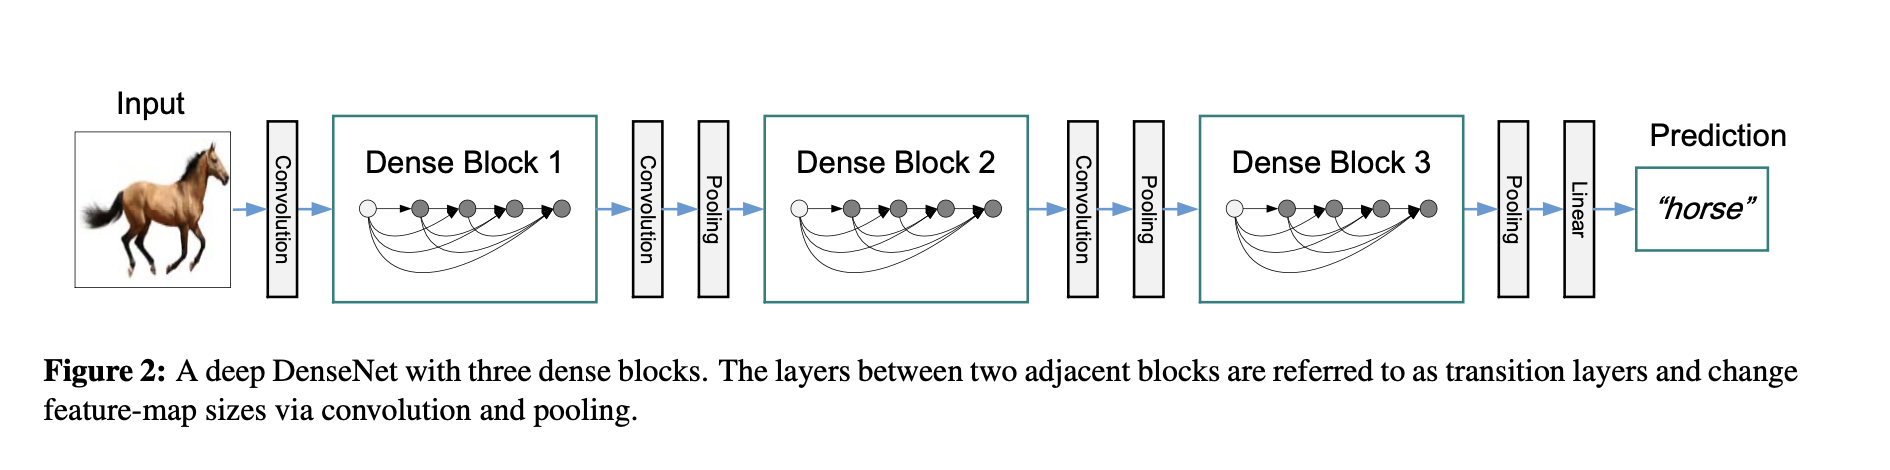 Input
Convolution
Dense Block 1
Convolution
Pooling
Dense Block 2
Convolution
Pooling
Dense Block 3
Pooling
Linear
Prediction
“horse”
Figure 2: A deep DenseNet with three dense blocks. The layers between two adjacent blocks are referred to as transition layers and change
feature-map sizes via convolution and pooling.